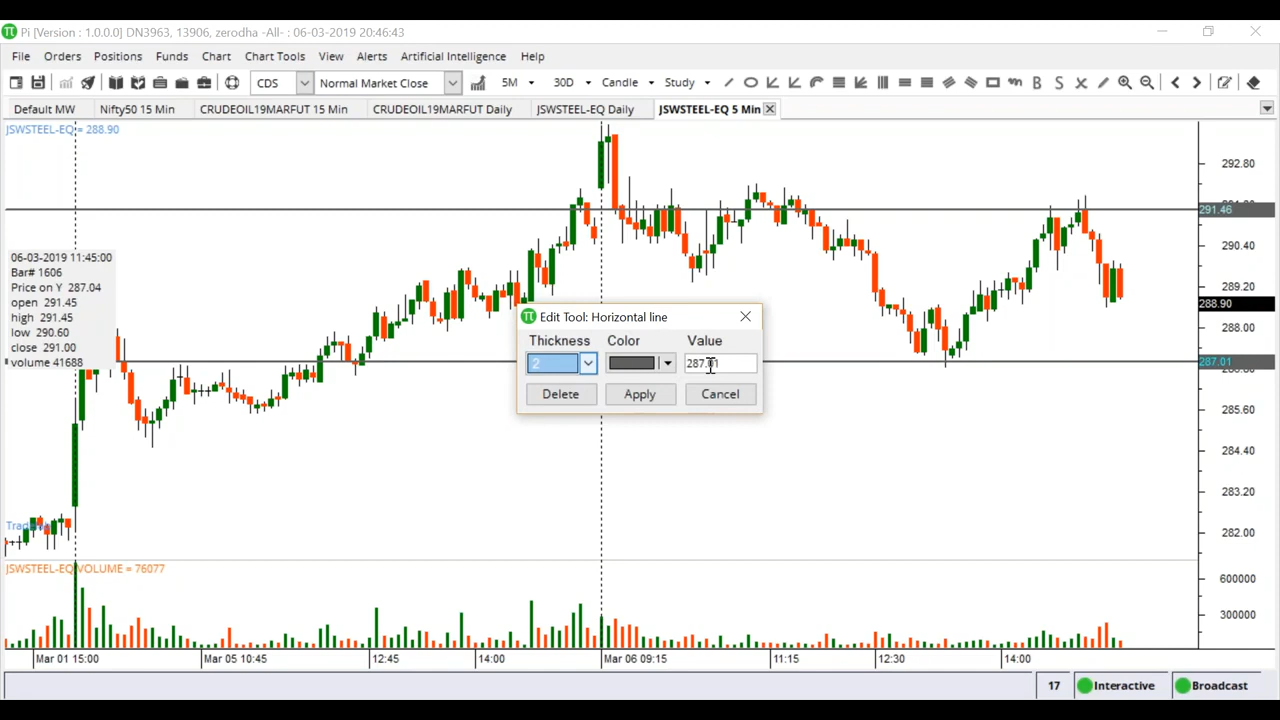 Pi [Version : 1.0.0.0] DN3963, 13906, zerodha -All- : 06-03-2019 20:46:43
File Orders Positions Funds Chart Chart Tools View Alerts Artificial Intelligence Help
CDS Normal Market Close 5M 30D Candle Study B S X
Default MW Nifty50 15 Min CRUDEOIL19MARFUT 15 Min CRUDEOIL19MARFUT Daily JSWSTEEL-EQ Daily JSWSTEEL-EQ 5 Min
JSWSTEEL-EQ = 288.90
292.80
291.46
290.40
289.20
288.90
288.00
287.01
285.60
284.40
283.20
282.00
06-03-2019 11:45:00
Bar# 1606
Price on Y 287.04
open 291.45
high 291.45
low 290.60
close 291.00
volume 41688
Edit Tool: Horizontal line
Thickness Color Value
2 287.01
Delete Apply Cancel
JSWSTEEL-EQ VOLUME = 76077
600000
300000
Mar 01 15:00 Mar 05 10:45 12:45 14:00 Mar 06 09:15 11:15 12:30 14:00
17 Interactive Broadcast